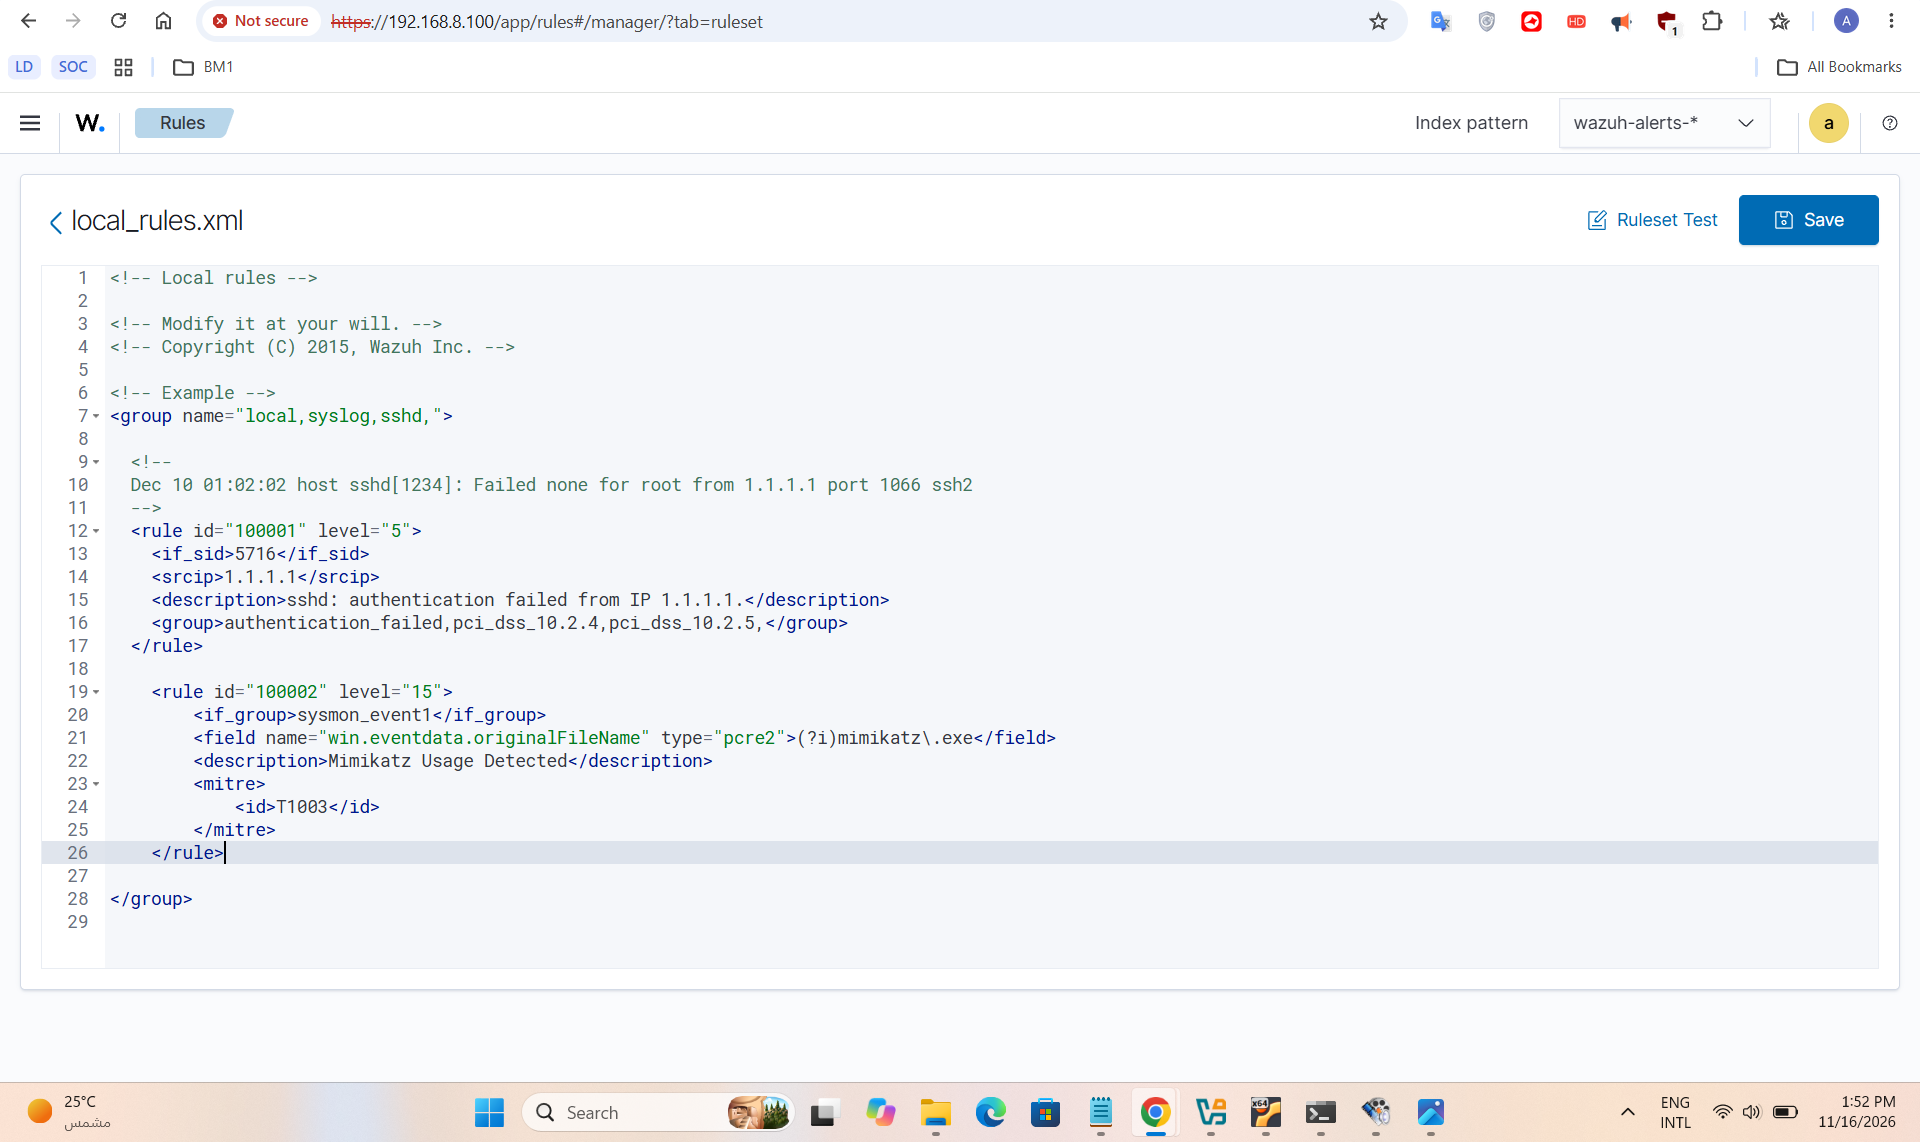 Not secure https://192.168.8.100/app/rules#/manager/?tab=ruleset HD 1 A
LD SOC BM1 All Bookmarks
W. Rules Index pattern wazuh-alerts-* a
local_rules.xml Ruleset Test Save
1 <!-- Local rules -->
2
3 <!-- Modify it at your will. -->
4 <!-- Copyright (C) 2015, Wazuh Inc. -->
5
6 <!-- Example -->
7 <group name="local,syslog,sshd,">
8
9 <!--
10 Dec 10 01:02:02 host sshd[1234]: Failed none for root from 1.1.1.1 port 1066 ssh2
11 -->
12 <rule id="100001" level="5">
13 <if_sid>5716</if_sid>
14 <srcip>1.1.1.1</srcip>
15 <description>sshd: authentication failed from IP 1.1.1.1.</description>
16 <group>authentication_failed,pci_dss_10.2.4,pci_dss_10.2.5,</group>
17 </rule>
18
19 <rule id="100002" level="15">
20 <if_group>sysmon_event1</if_group>
21 <field name="win.eventdata.originalFileName" type="pcre2">(?i)mimikatz\.exe</field>
22 <description>Mimikatz Usage Detected</description>
23 <mitre>
24 <id>T1003</id>
25 </mitre>
26 </rule>
27
28 </group>
29
25°C
مشمس
Search
x64
ENG
INTL
1:52 PM
11/16/2026